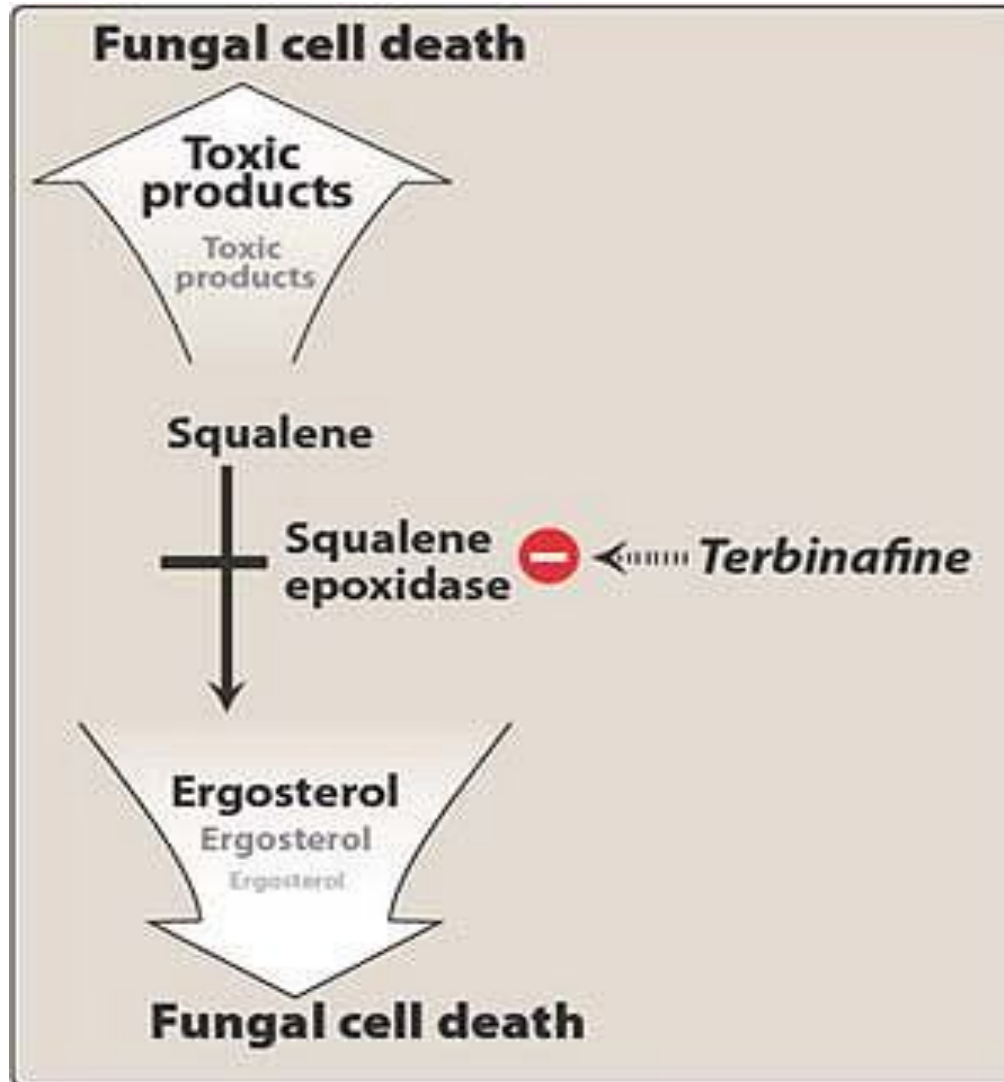 Fungal cell death
Toxic
products
Toxic
products
Squalene
Squalene
epoxidase
Terbinafine
Ergosterol
Ergosterol
Ergosterol
Fungal cell death